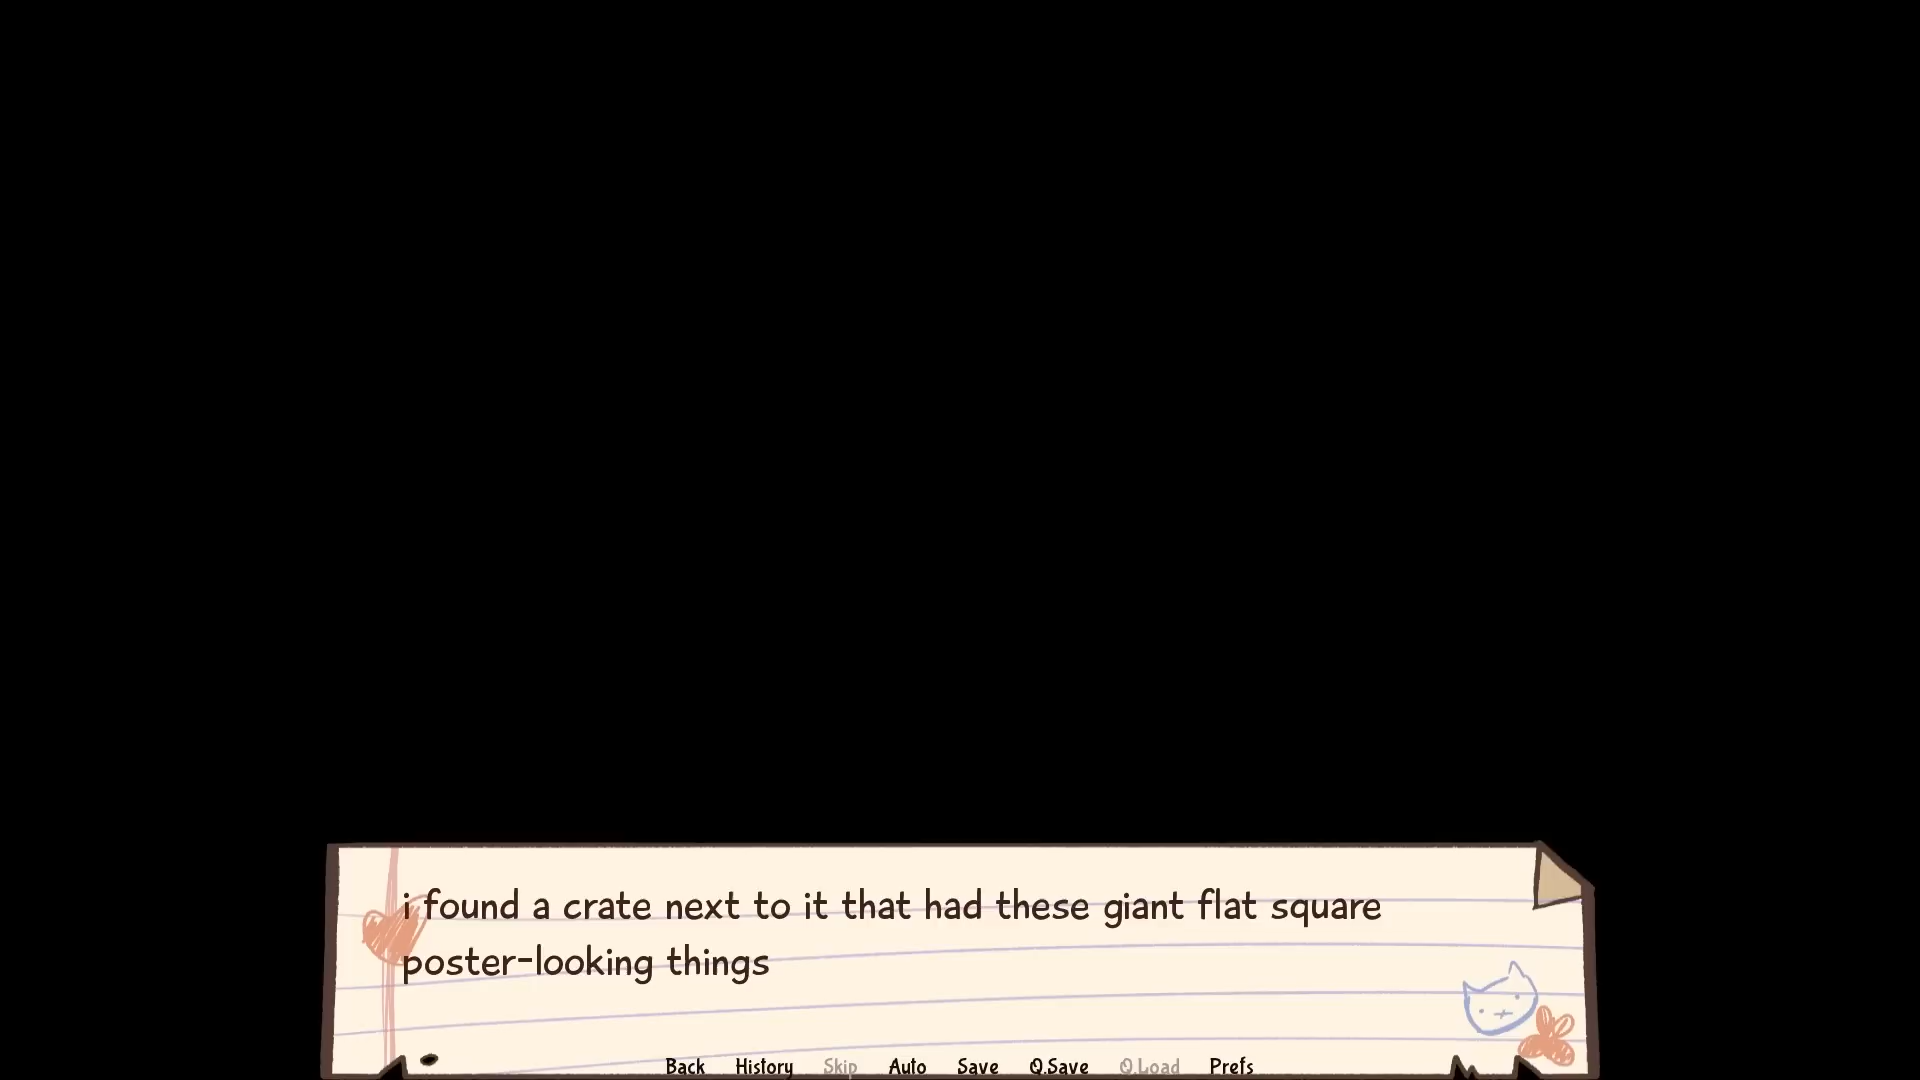 i found a crate next to it that had these giant flat square
poster-looking things
Back History Skip Auto Save Q.Save Q.Load Prefs